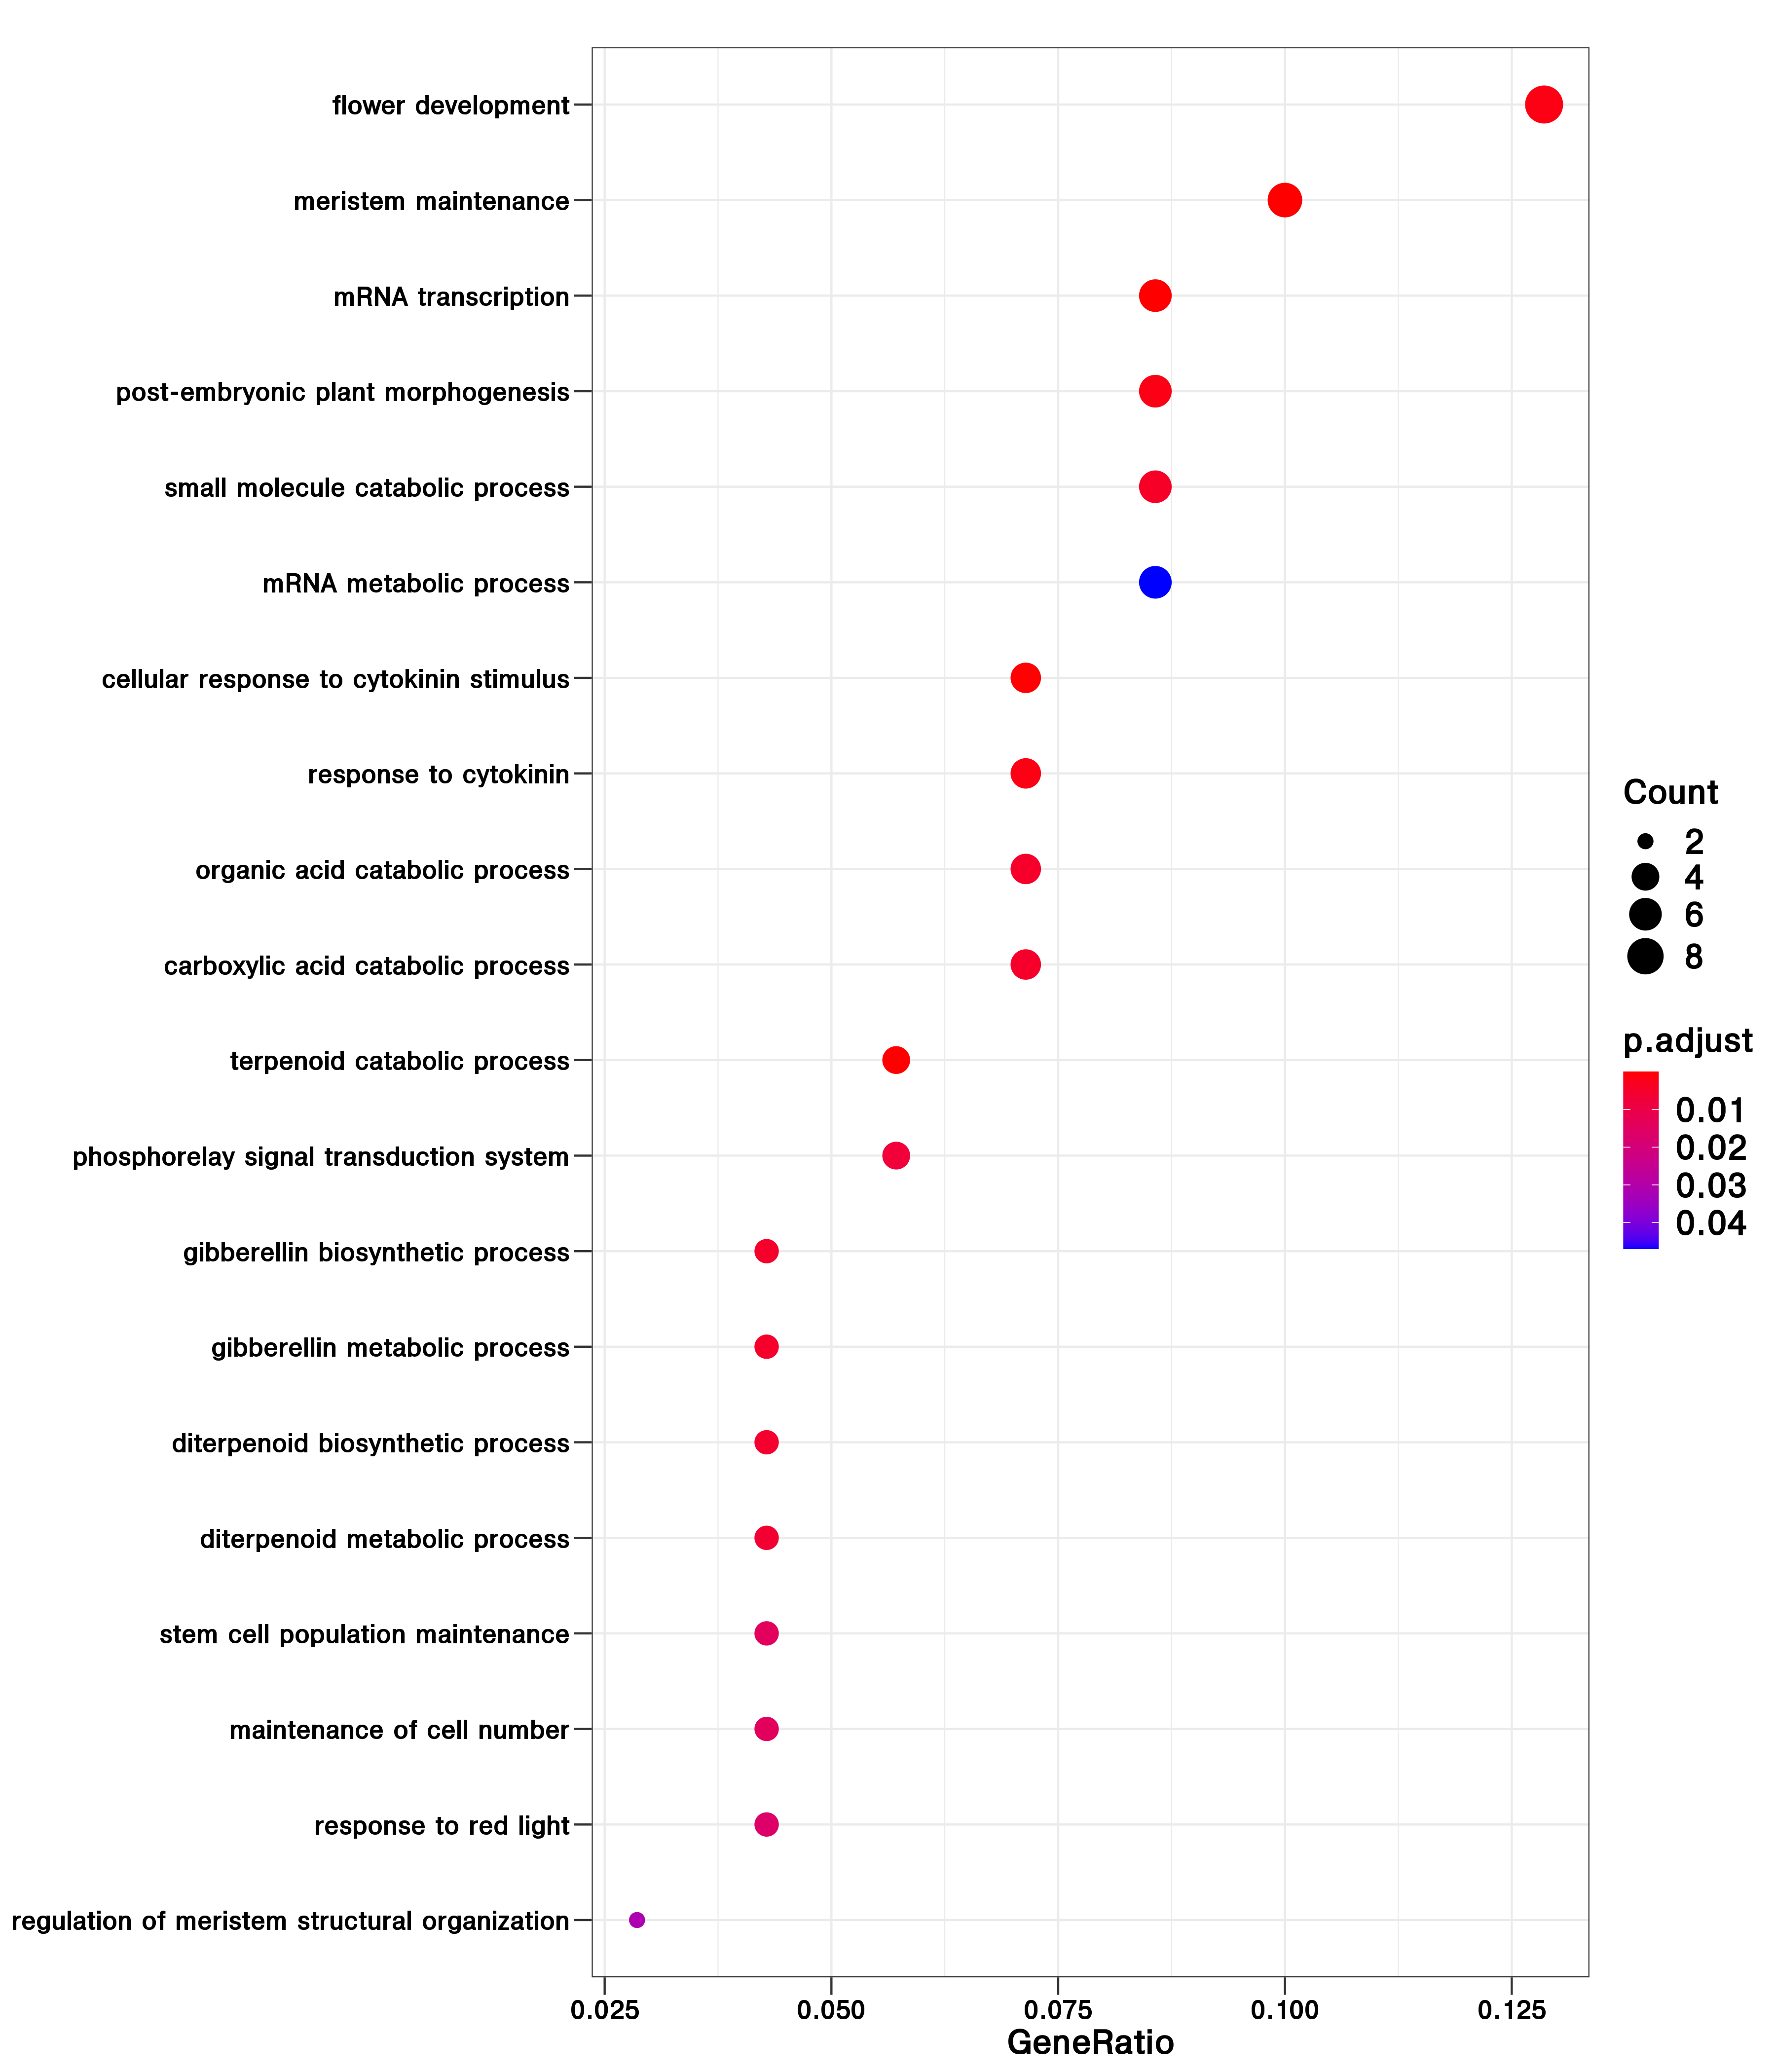 flower development
meristem maintenance
mRNA transcription
post-embryonic plant morphogenesis
small molecule catabolic process
mRNA metabolic process
cellular response to cytokinin stimulus
response to cytokinin
organic acid catabolic process
carboxylic acid catabolic process
terpenoid catabolic process
phosphorelay signal transduction system
gibberellin biosynthetic process
gibberellin metabolic process
diterpenoid biosynthetic process
diterpenoid metabolic process
stem cell population maintenance
maintenance of cell number
response to red light
regulation of meristem structural organization
0.025 0.050 0.075 0.100 0.125
GeneRatio
Count
2
4
6
8
p.adjust
0.01
0.02
0.03
0.04